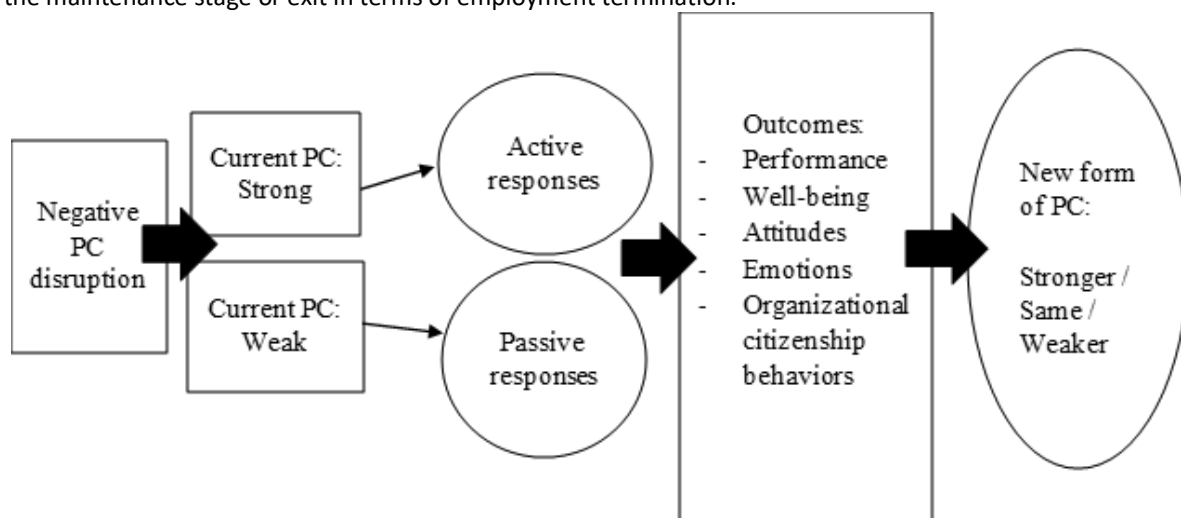 the maintenance stage or exit in terms of employment termination.
Negative
PC
disruption
Current PC:
Strong
Current PC:
Weak
Active
responses
Passive
responses
Outcomes:
- Performance
- Well-being
- Attitudes
- Emotions
- Organizational
citizenship
behaviors
New form
of PC:
Stronger /
Same /
Weaker